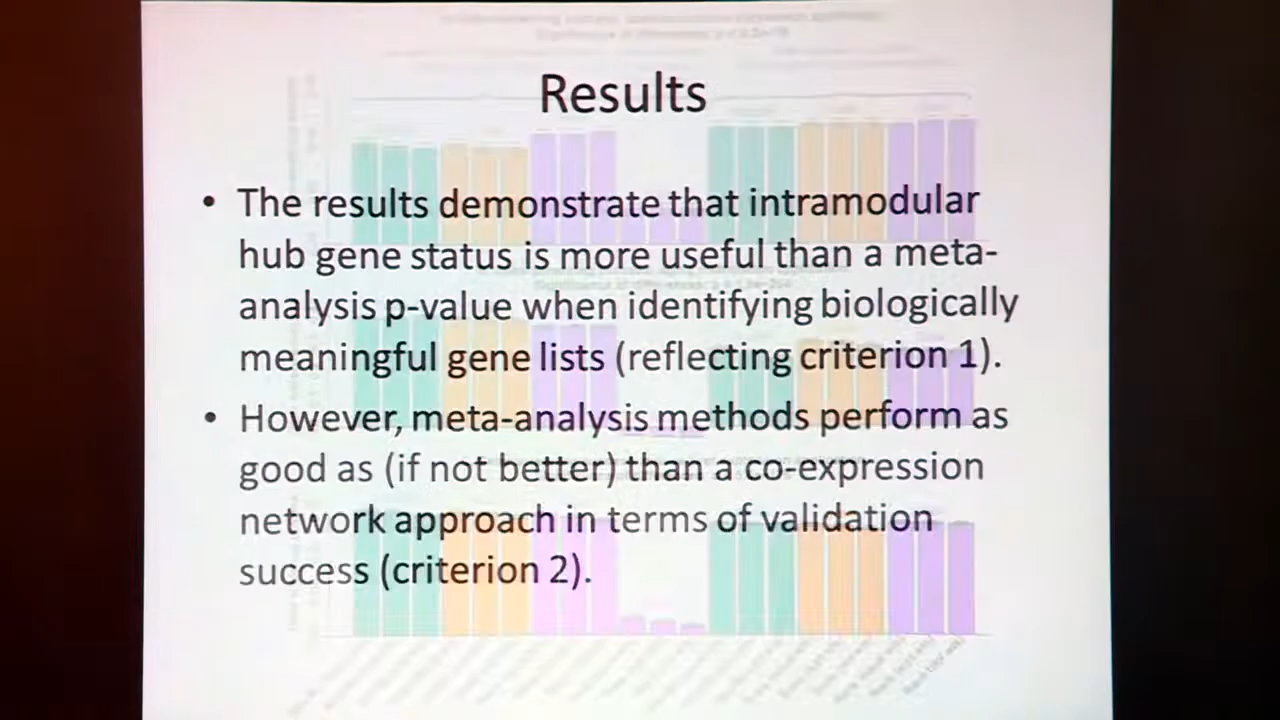 Results
• The results demonstrate that intramodular
hub gene status is more useful than a meta-
analysis p-value when identifying biologically
meaningful gene lists (reflecting criterion 1).
• However, meta-analysis methods perform as
good as (if not better) than a co-expression
network approach in terms of validation
success (criterion 2).